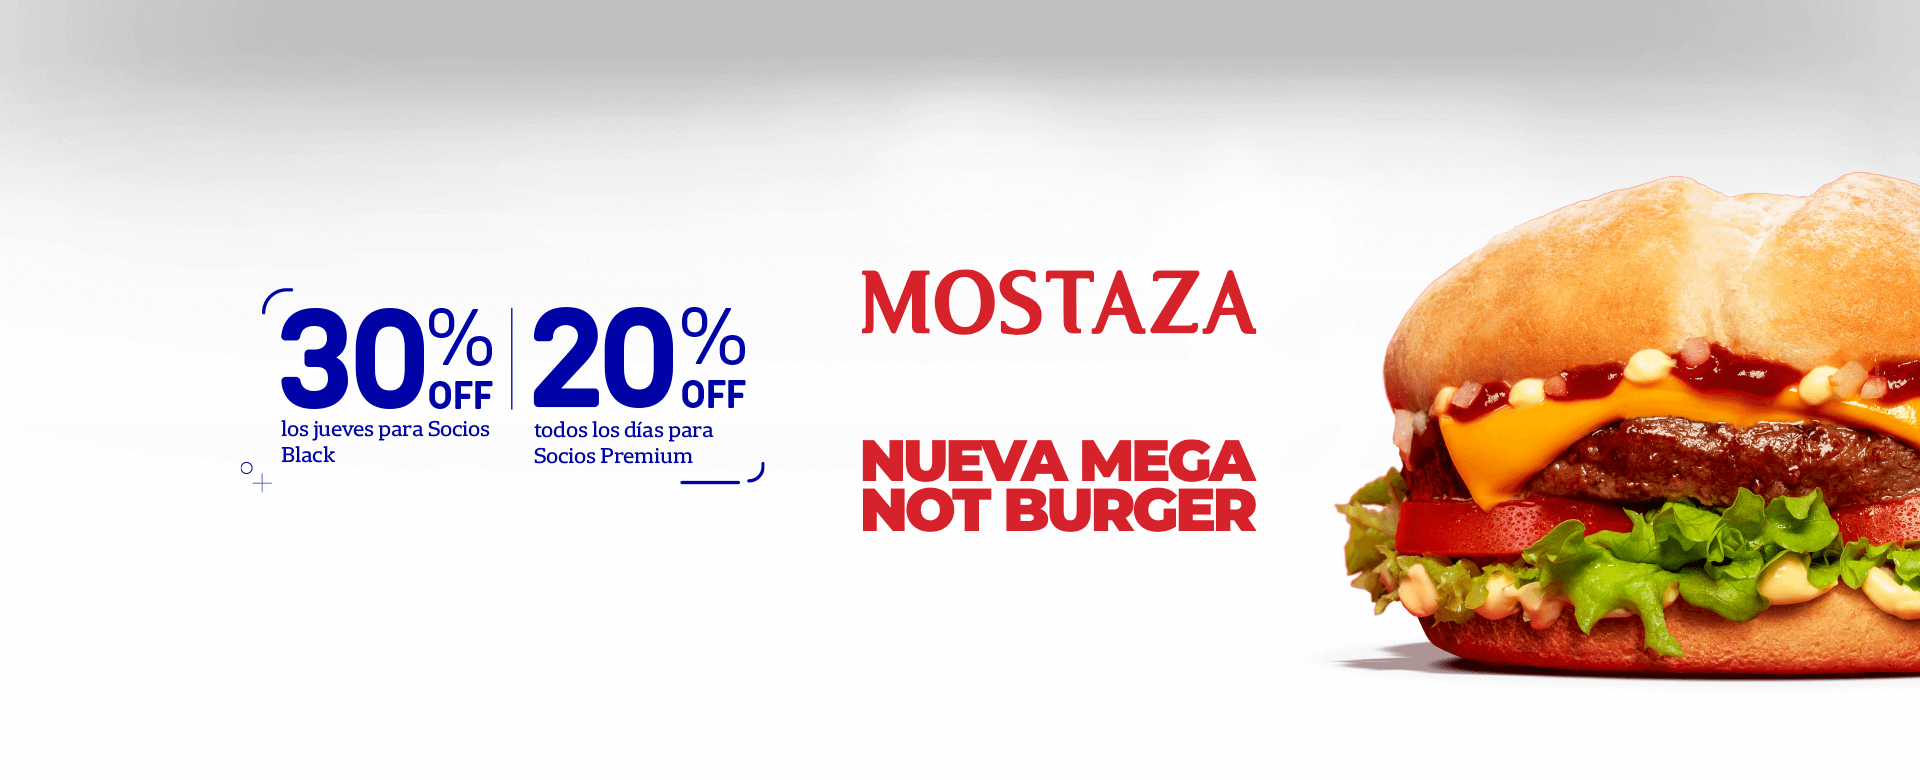 30% OFF
los jueves para Socios
Black
20% OFF
todos los días para
Socios Premium
MOSTAZA
NUEVA MEGA
NOT BURGER